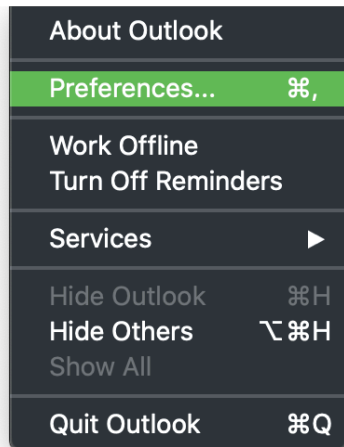 About Outlook
Preferences... ⌘,
Work Offline
Turn Off Reminders
Services ▶
Hide Outlook ⌘H
Hide Others ⌥⌘H
Show All
Quit Outlook ⌘Q